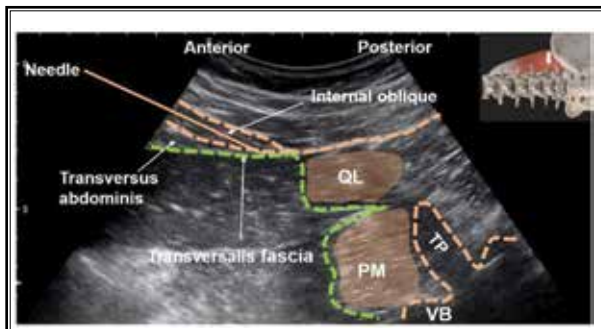 Anterior Posterior
Needle
Internal oblique
Transversus
abdominis
QL
Transversalis fascia
TP
PM
VB